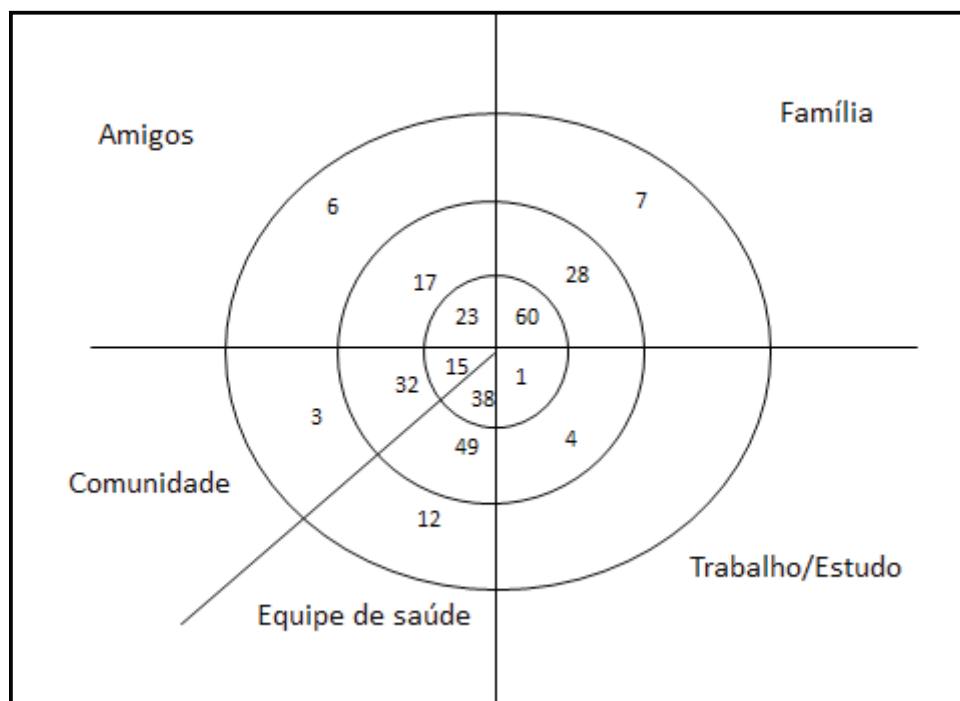 Família
Amigos
6
7
17
28
23
60
15
1
32
38
3
49
4
Comunidade
12
Trabalho/Estudo
Equipe de saúde